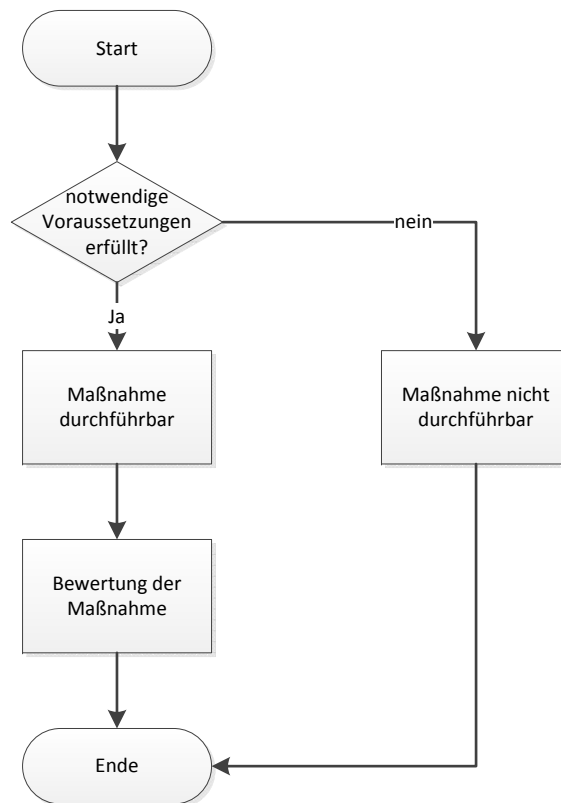 Start
notwendige
Voraussetzungen
erfüllt?
nein
Ja
Maßnahme
durchführbar
Maßnahme nicht
durchführbar
Bewertung der
Maßnahme
Ende